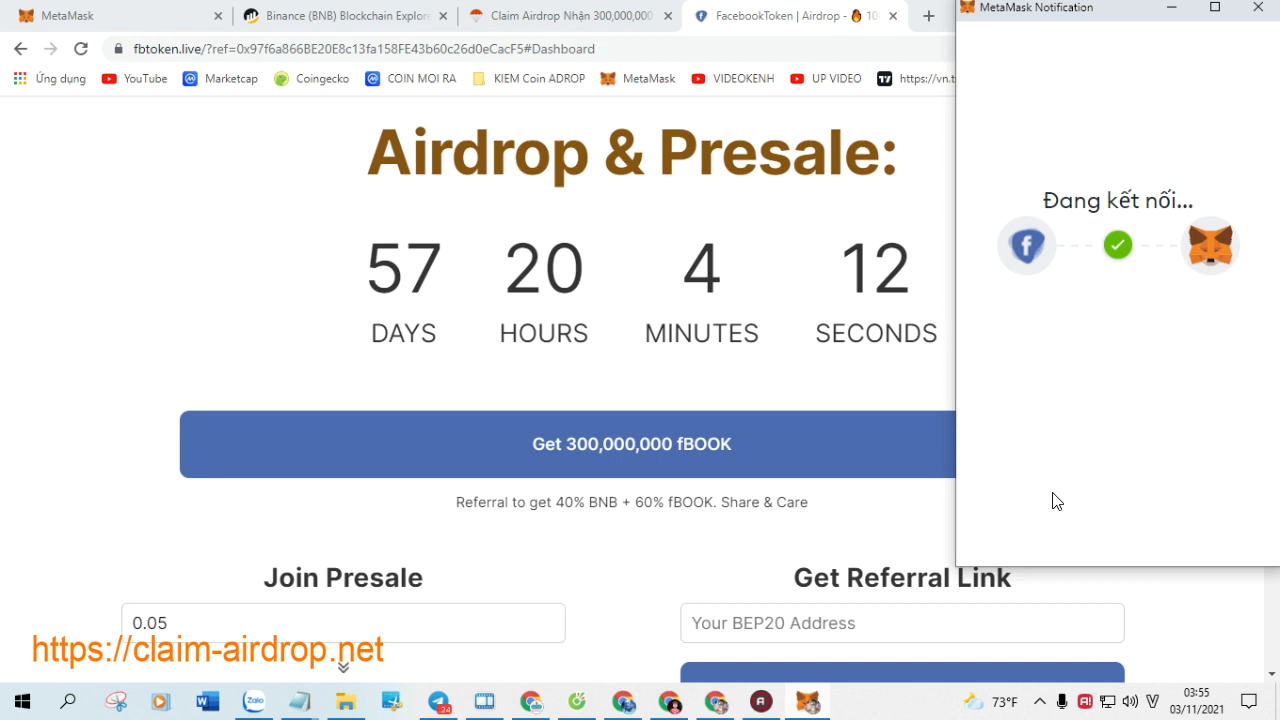 MetaMask
Binance (BNB) Blockchain Explor
Claim Airdrop Nhận 300,000,000
FacebookToken | Airdrop - 🔥 10
MetaMask Notification
fbtoken.live/?ref=0x97f6a866BE20E8c13fa158FE43b60c26d0eCacF5#Dashboard
Ứng dụng
YouTube
Marketcap
Coingecko
COIN MOI RA
KIEM Coin ADROP
MetaMask
VIDEOKENH
UP VIDEO
https://vn.t
Airdrop & Presale:
57 20 4 12
DAYS HOURS MINUTES SECONDS
Đang kết nối...
Get 300,000,000 fBOOK
Referral to get 40% BNB + 60% fBOOK. Share & Care
Join Presale
Get Referral Link
0.05
Your BEP20 Address
https://claim-airdrop.net
Zalo
24
73°F
03:55
03/11/2021